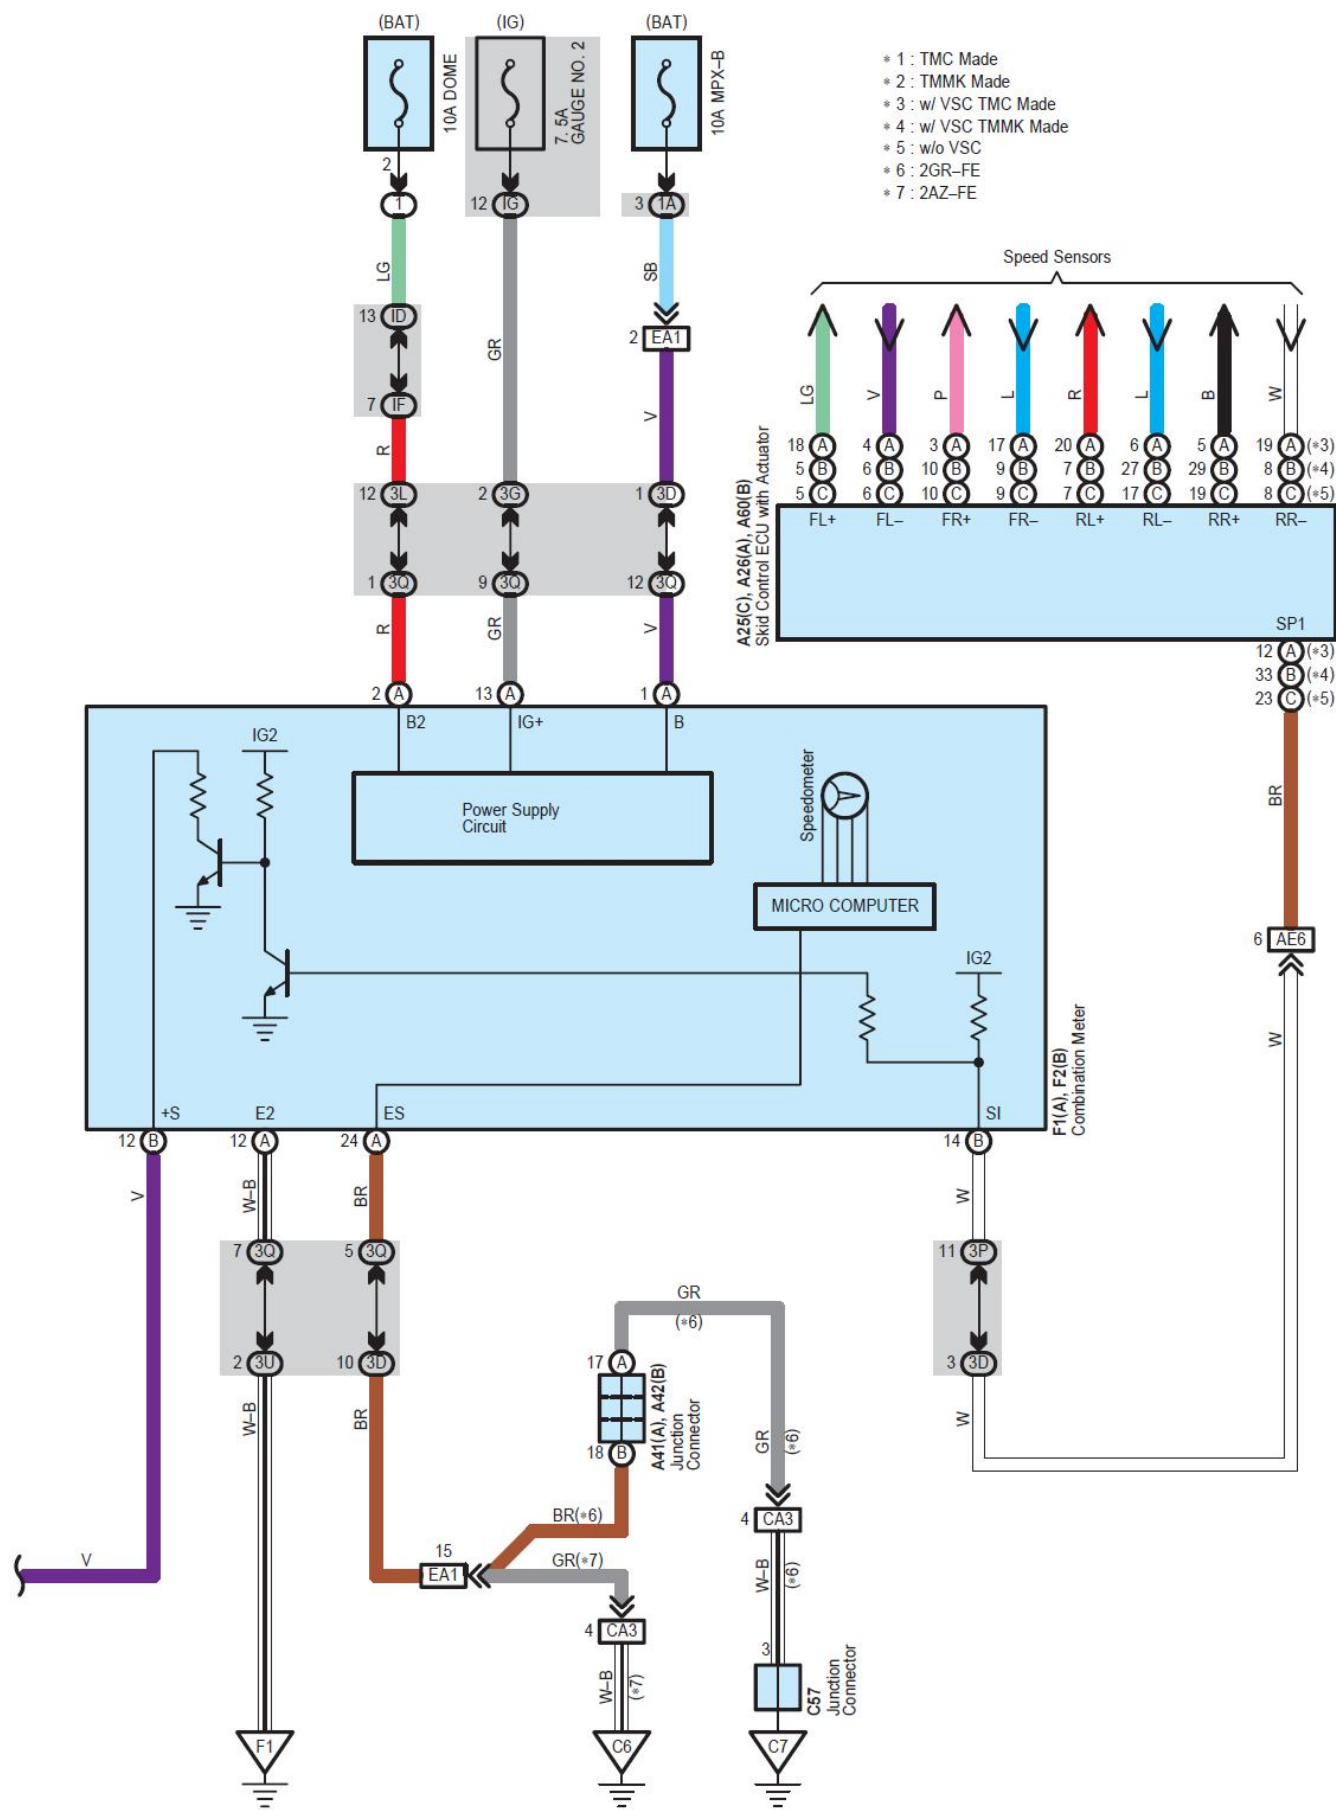 (BAT)
(IG)
(BAT)
10A DOME
7. 5A
GAUGE NO. 2
10A MPX–B
* 1 : TMC Made
* 2 : TMMK Made
* 3 : w/ VSC TMC Made
* 4 : w/ VSC TMMK Made
* 5 : w/o VSC
* 6 : 2GR–FE
* 7 : 2AZ–FE
2
1
12 IG
3 1A
LG
SB
Speed Sensors
13 ID
2 EA1
GR
7 IF
LG V P L R L B W
R
V
18 A 4 A 3 A 17 A 20 A 6 A 5 A 19 A (*3)
5 B 6 B 10 B 9 B 7 B 27 B 29 B 8 B (*4)
5 C 6 C 10 C 9 C 7 C 17 C 19 C 8 C (*5)
12 3L 2 3G 1 3D
FL+ FL– FR+ FR– RL+ RL– RR+ RR–
A25(C), A26(A), A60(B)
Skid Control ECU with Actuator
1 3Q 9 3Q 12 3Q
R GR V
SP1
12 A (*3)
33 B (*4)
23 C (*5)
2 A 13 A 1 A
B2 IG+ B
IG2
Power Supply
Circuit
Speedometer
BR
MICRO COMPUTER
6 AE6
IG2
W
F1(A), F2(B)
Combination Meter
+S E2 ES SI
12 B 12 A 24 A 14 B
V W–B BR W
7 3Q 5 3Q 11 3P
GR
(*6)
2 3U 10 3D 3 3D
17 A
A41(A), A42(B)
Junction
Connector
W–B BR W
18 B
GR (*6)
BR(*6)
4 CA3
15
EA1
GR(*7)
V
W–B (*6)
4 CA3
3
W–B (*7)
C57
Junction
Connector
F1 C6 C7